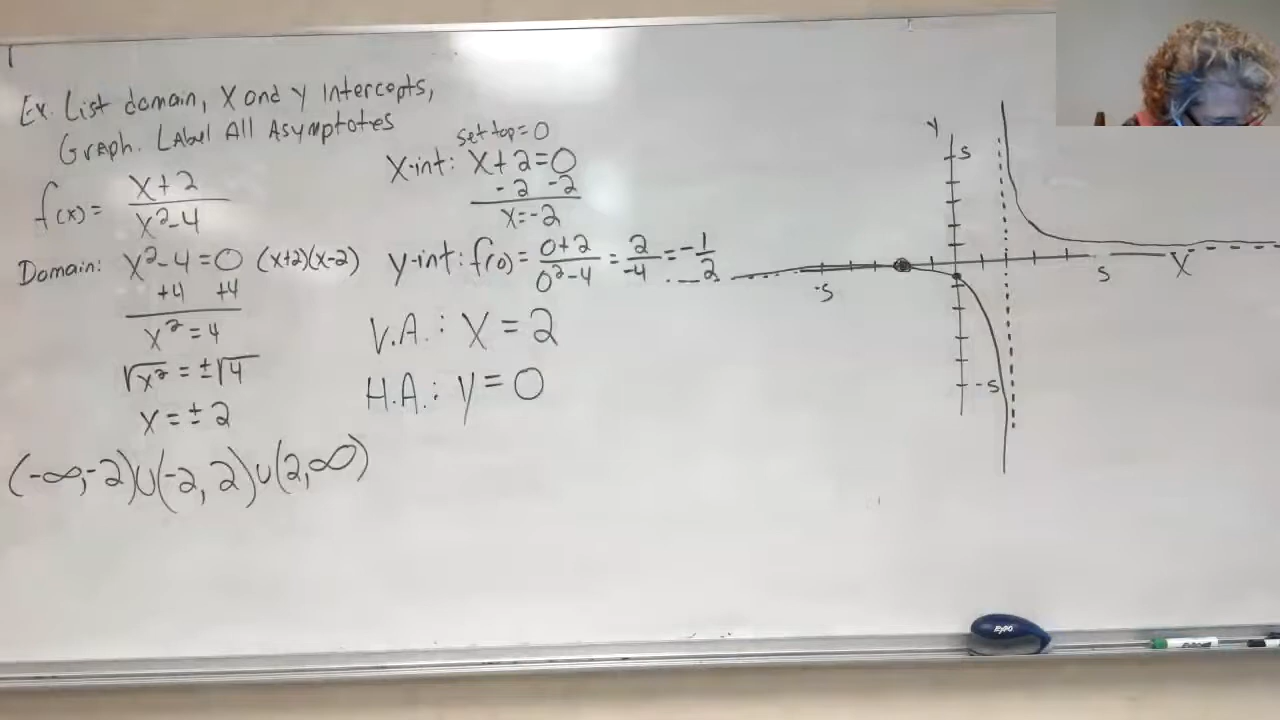 Ex. List domain, X and Y Intercepts,
Graph. Label All Asymptotes
f(x) = x+2 / x²-4
Domain: x²-4=0 (x+2)(x-2)
+4 +4
x²=4
√x² = ±√4
x = ± 2
(-∞,-2)∪(-2,2)∪(2,∞)
set top=0
X-int: x+2=0
-2 -2
x=-2
y-int: f(0) = 0+2 / 0²-4 = 2 / -4 = -1 / 2
V.A.: X = 2
H.A.: y = 0
Y
5
-5
5
X
-5
EXPO